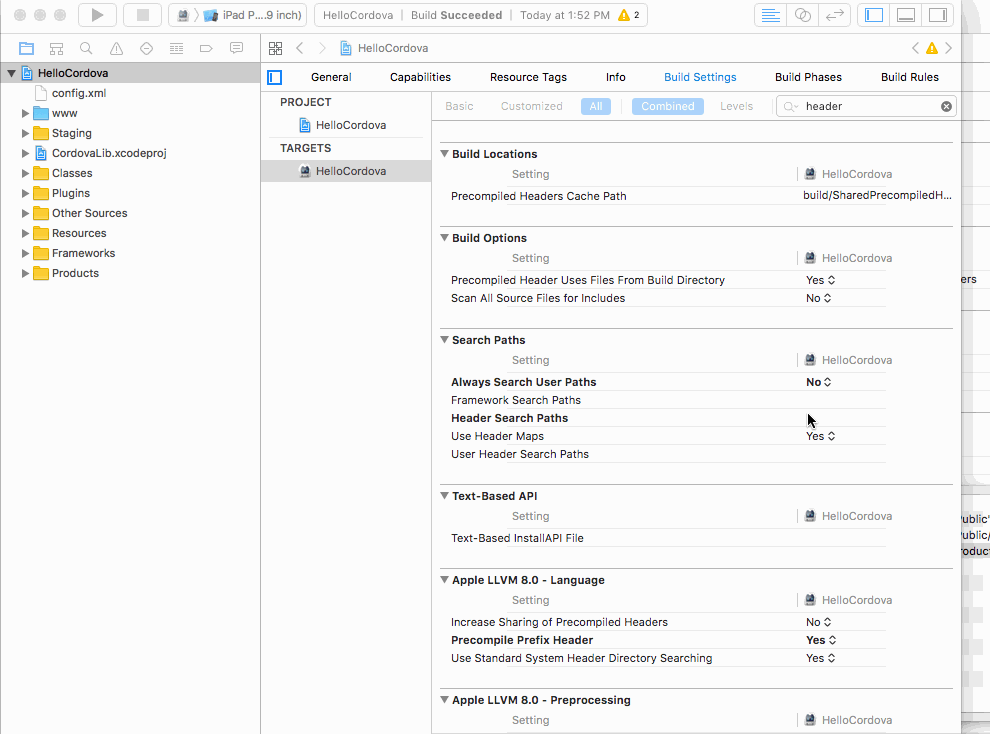 iPad P....9 inch)
HelloCordova | Build Succeeded | Today at 1:52 PM 2
HelloCordova
HelloCordova
config.xml
www
Staging
CordovaLib.xcodeproj
Classes
Plugins
Other Sources
Resources
Frameworks
Products
General Capabilities Resource Tags Info Build Settings Build Phases Build Rules
PROJECT
HelloCordova
TARGETS
HelloCordova
Basic Customized All Combined Levels header
Build Locations
Setting HelloCordova
Precompiled Headers Cache Path build/SharedPrecompiledH...
Build Options
Setting HelloCordova
Precompiled Header Uses Files From Build Directory Yes
Scan All Source Files for Includes No
Search Paths
Setting HelloCordova
Always Search User Paths No
Framework Search Paths
Header Search Paths
Use Header Maps Yes
User Header Search Paths
Text-Based API
Setting HelloCordova
Text-Based InstallAPI File
Apple LLVM 8.0 - Language
Setting HelloCordova
Increase Sharing of Precompiled Headers No
Precompile Prefix Header Yes
Use Standard System Header Directory Searching Yes
Apple LLVM 8.0 - Preprocessing
Setting HelloCordova
ers